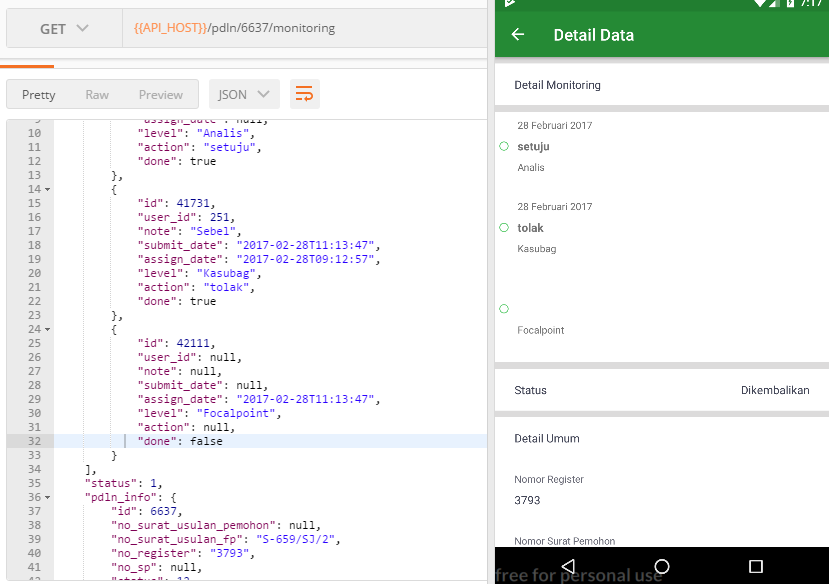 GET
{{API_HOST}}/pdln/6637/monitoring
Pretty
Raw
Preview
JSON
9 "assign_date": null,
10 "level": "Analis",
11 "action": "setuju",
12 "done": true
13 },
14 {
15 "id": 41731,
16 "user_id": 251,
17 "note": "Sebel",
18 "submit_date": "2017-02-28T11:13:47",
19 "assign_date": "2017-02-28T09:12:57",
20 "level": "Kasubag",
21 "action": "tolak",
22 "done": true
23 },
24 {
25 "id": 42111,
26 "user_id": null,
27 "note": null,
28 "submit_date": null,
29 "assign_date": "2017-02-28T11:13:47",
30 "level": "Focalpoint",
31 "action": null,
32 "done": false
33 }
34 ],
35 "status": 1,
36 "pdln_info": {
37 "id": 6637,
38 "no_surat_usulan_pemohon": null,
39 "no_surat_usulan_fp": "S-659/SJ/2",
40 "no_register": "3793",
41 "no_sp": null,
42 "status": 12
7:17
Detail Data
Detail Monitoring
28 Februari 2017
setuju
Analis
28 Februari 2017
tolak
Kasubag
Focalpoint
Status
Dikembalikan
Detail Umum
Nomor Register
3793
Nomor Surat Pemohon
free for personal use